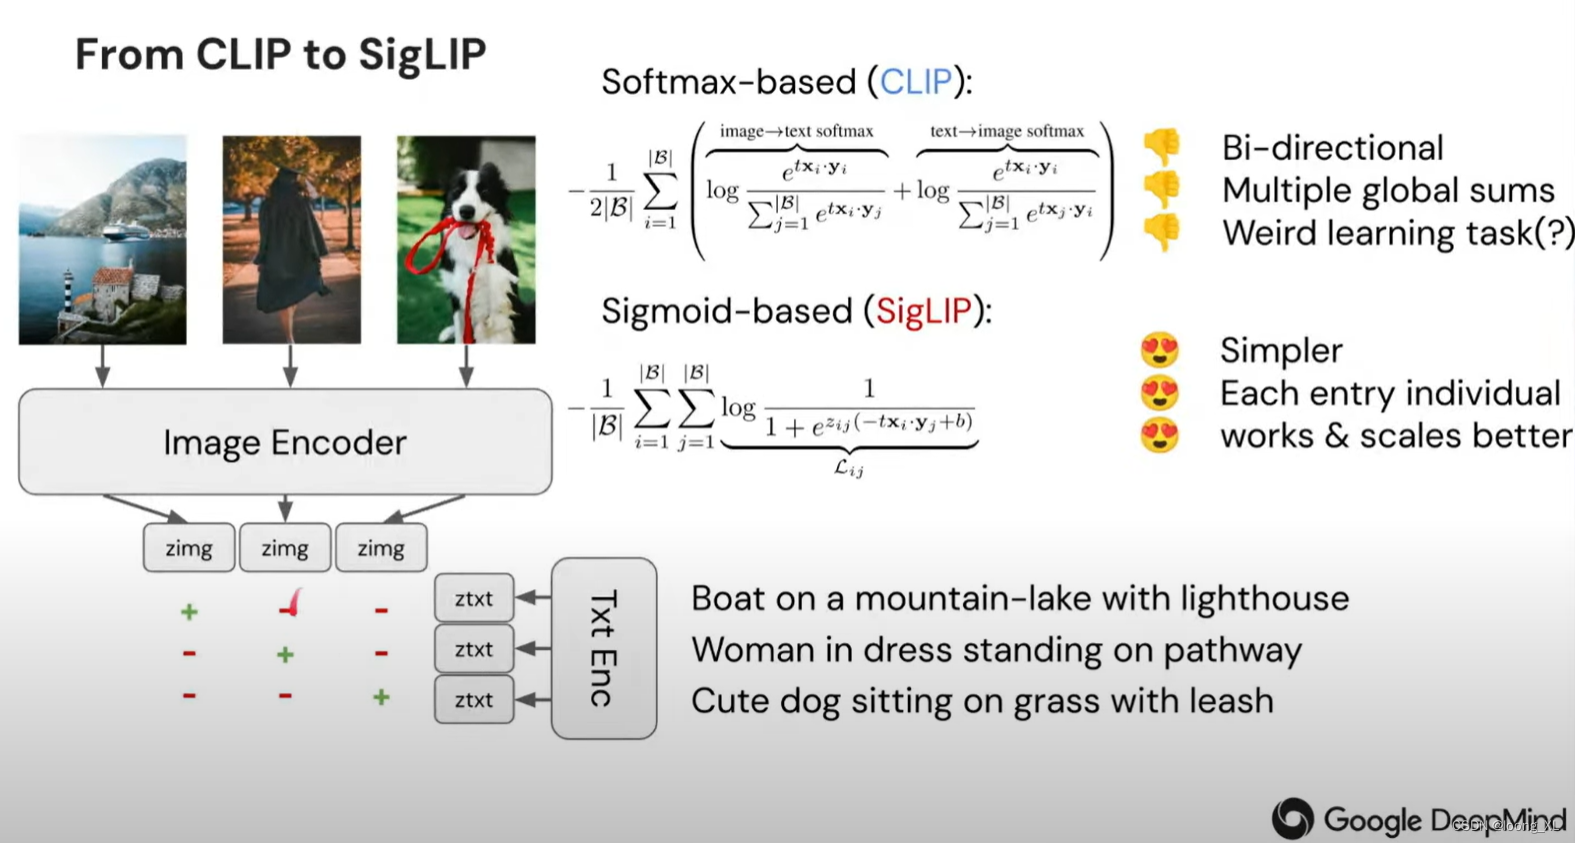 From CLIP to SigLIP
Softmax-based (CLIP):
$-\frac{1}{2|\mathcal{B}|}\sum_{i=1}^{|\mathcal{B}|}\left(\overbrace{\log\frac{e^{t\mathbf{x}_i\cdot\mathbf{y}_i}}{\sum_{j=1}^{|\mathcal{B}|}e^{t\mathbf{x}_i\cdot\mathbf{y}_j}}}^{\text{image→text softmax}}+\overbrace{\log\frac{e^{t\mathbf{x}_i\cdot\mathbf{y}_i}}{\sum_{j=1}^{|\mathcal{B}|}e^{t\mathbf{x}_j\cdot\mathbf{y}_i}}}^{\text{text→image softmax}}\right)$
👎 Bi-directional
👎 Multiple global sums
👎 Weird learning task(?)
Sigmoid-based (SigLIP):
$-\frac{1}{|\mathcal{B}|}\sum_{i=1}^{|\mathcal{B}|}\sum_{j=1}^{|\mathcal{B}|}\underbrace{\log\frac{1}{1+e^{z_{ij}(-t\mathbf{x}_i\cdot\mathbf{y}_j+b)}}}_{\mathcal{L}_{ij}}$
😍 Simpler
😍 Each entry individual
😍 works & scales better
Image Encoder
zimg zimg zimg
+ - -
- + -
- - +
ztxt
ztxt
ztxt
Txt Enc
Boat on a mountain-lake with lighthouse
Woman in dress standing on pathway
Cute dog sitting on grass with leash
Google DeepMind
CSDN @loong_XL